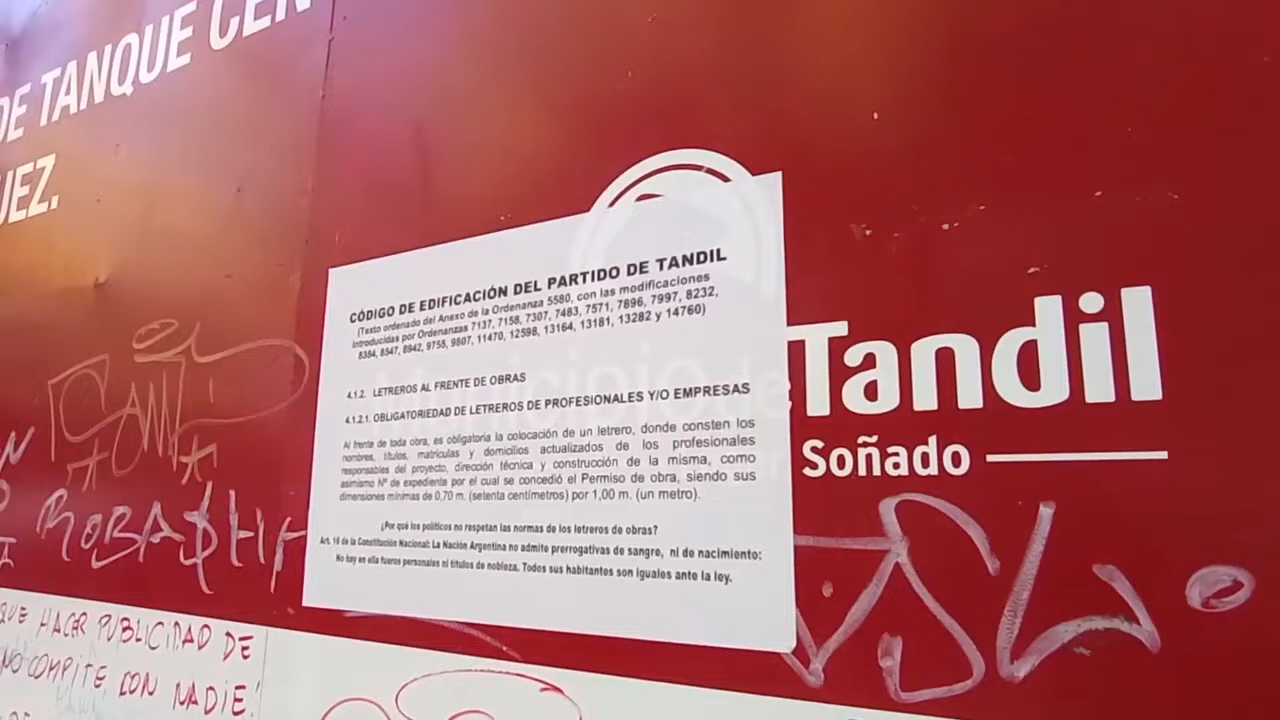 DE TANQUE CEN
UEZ.
CÓDIGO DE EDIFICACIÓN DEL PARTIDO DE TANDIL
(Texto ordenado del Anexo de la Ordenanza 5580, con las modificaciones
introducidas por Ordenanzas 7137, 7158, 7307, 7483, 7571, 7896, 7997, 8232,
8384, 8547, 8942, 9755, 9807, 11470, 12598, 13164, 13181, 13282 y 14760)
4.1.2. LETREROS AL FRENTE DE OBRAS
4.1.2.1. OBLIGATORIEDAD DE LETREROS DE PROFESIONALES Y/O EMPRESAS
Al frente de toda obra, es obligatoria la colocación de un letrero, donde consten los
nombres, títulos, matrículas y domicilios actualizados de los profesionales
responsables del proyecto, dirección técnica y construcción de la misma, como
asimismo Nº de expediente por el cual se concedió el Permiso de obra, siendo sus
dimensiones mínimas de 0,70 m. (setenta centímetros) por 1,00 m. (un metro).
¿Por qué los políticos no respetan las normas de los letreros de obras?
Art. 16 de la Constitución Nacional: La Nación Argentina no admite prerrogativas de sangre, ni de nacimiento:
No hay en ella fueros personales ni títulos de nobleza. Todos sus habitantes son iguales ante la ley.
Municipio de
Tandil
Soñado
QUE HACER PUBLICIDAD DE
NO COMPITE CON NADIE!